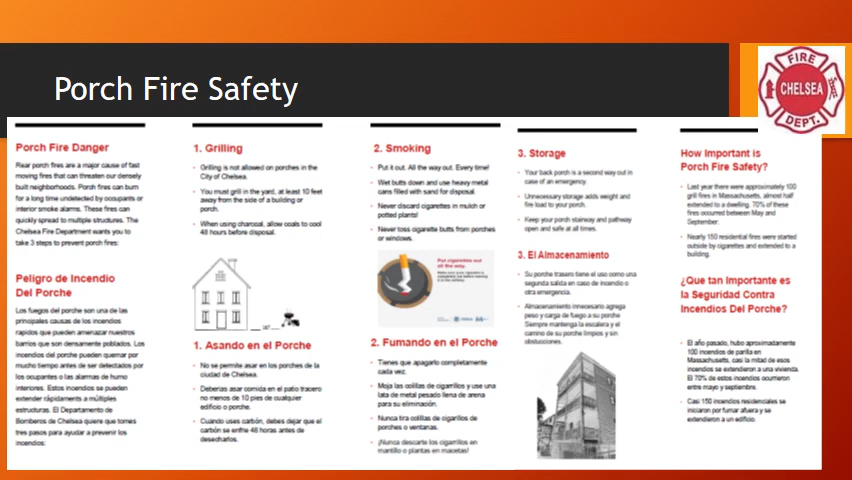 Porch Fire Safety
FIRE
CHELSEA
DEPT.
Porch Fire Danger
Rear porch fires are a major cause of fast
moving fires that can threaten our densely
built neighborhoods. Porch fires can burn
for a long time undetected by occupants or
interior smoke alarms. These fires can
quickly spread to multiple structures. The
Chelsea Fire Department wants you to
take 3 steps to prevent porch fires:
Peligro de Incendio
Del Porche
Los fuegos del porche son una de las
principales causas de los incendios
rapidos que pueden amenazar nuestros
barrios que son densamente poblados. Los
incendios del porche pueden quemar por
mucho tiempo antes de ser detectados por
los ocupantes o las alarmas de humo
interiores. Estos incendios se pueden
extender rápidamente a múltiples
estructuras. El Departamento de
Bomberos de Chelsea quiere que tomes
tres pasos para ayudar a prevenir los
incendios:
1. Grilling
• Grilling is not allowed on porches in the
City of Chelsea.
• You must grill in the yard, at least 10 feet
away from the side of a building or
porch.
• When using charcoal, allow coals to cool
48 hours before disposal.
10'
1. Asando en el Porche
• No se permite asar en los porches de la
ciudad de Chelsea.
• Deberias asar comida en el patio tracero
no menos de 10 pies de cualquier
edificio o porche.
• Cuando uses carbón, debes dejar que el
carbón se enfrie 48 horas antes de
desecharlos.
2. Smoking
• Put it out. All the way out. Every time!
• Wet butts down and use heavy metal
cans filled with sand for disposal.
• Never discard cigarettes in mulch or
potted plants!
• Never toss cigarette butts from porches
or windows.
Put cigarettes out
all the way.
2. Fumando en el Porche
• Tienes que apagarlo completamente
cada vez.
• Moja las colillas de cigarrillos y use una
lata de metal pesado llena de arena
para su eliminación.
• Nunca tira colillas de cigarillos de
porches o ventanas.
• ¡Nunca descarte los cigarrillos en
mantillo o plantas en macetas!
3. Storage
• Your back porch is a second way out in
case of an emergency.
• Unnecessary storage adds weight and
fire load to your porch.
• Keep your porch stairway and pathway
open and safe at all times.
3. El Almacenamiento
• Su porche trasero tiene el uso como una
segunda salida en caso de incendio o
otra emergencia.
• Almacenamiento innecesario agrega
peso y carga de fuego a su porche
Siempre mantenga la escalera y el
camino de su porche limpios y sin
obstucciones.
How Important is
Porch Fire Safety?
• Last year there were approximately 100
grill fires in Massachusetts, almost half
extended to a dwelling. 70% of these
fires occurred between May and
September.
• Nearly 150 residential fires were started
outside by cigarettes and extended to a
building.
¿Que tan Importante es
la Seguridad Contra
Incendios Del Porche?
• El año pasado, hubo aproximadamente
100 incendios de parilla en
Massachusetts, casi la mitad de esos
incendios se extendieron a una vivienda.
El 70% de estos incendios ocurrieron
entre mayo y septiembre.
• Casi 150 incendios residenciales se
iniciaron por fumar afuera y se
extendieron a un edificio.